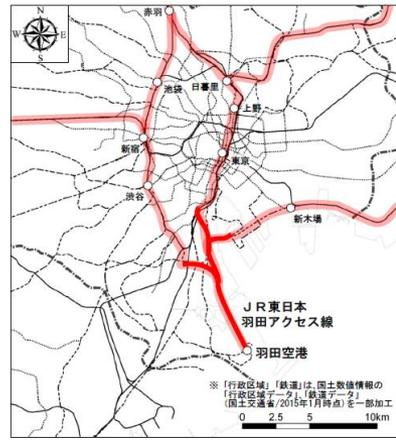 N
W E
S
赤羽
池袋
日暮里
上野
新宿
東京
渋谷
新木場
JR東日本
羽田アクセス線
羽田空港
※「行政区域」「鉄道」は、国土数値情報の
「行政区域データ」、「鉄道データ」
(国土交通省/2015年1月時点)を一部加工
0 2.5 5 10km